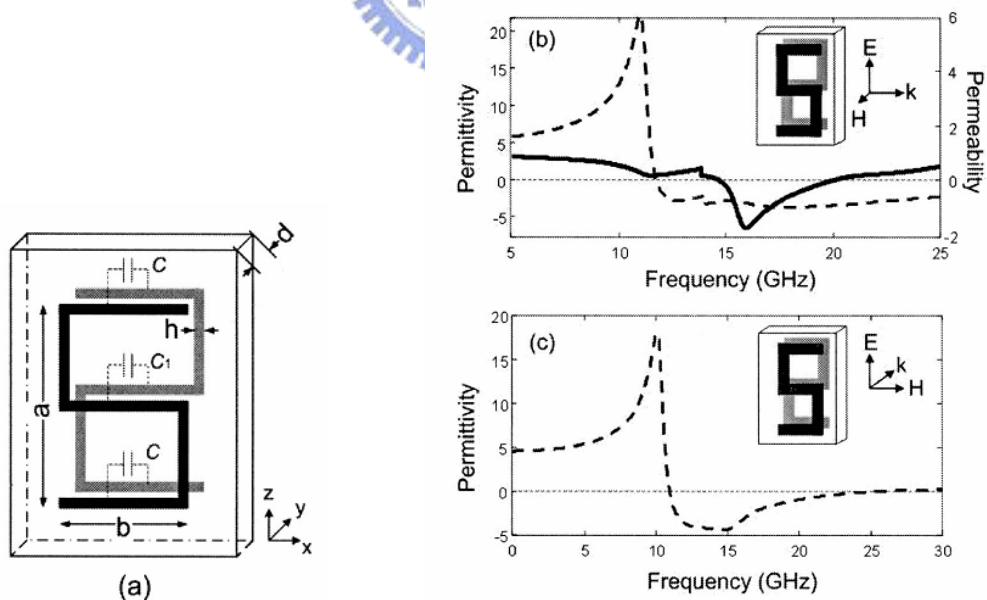 C
d
h
C₁
a
C
b
z
y
x
(a)
(b)
E
k
H
Permittivity
20
15
10
5
0
-5
6
4
2
0
-2
Permeability
5 10 15 20 25
Frequency (GHz)
(c)
E
k
H
Permittivity
20
15
10
5
0
-5
0 5 10 15 20 25 30
Frequency (GHz)